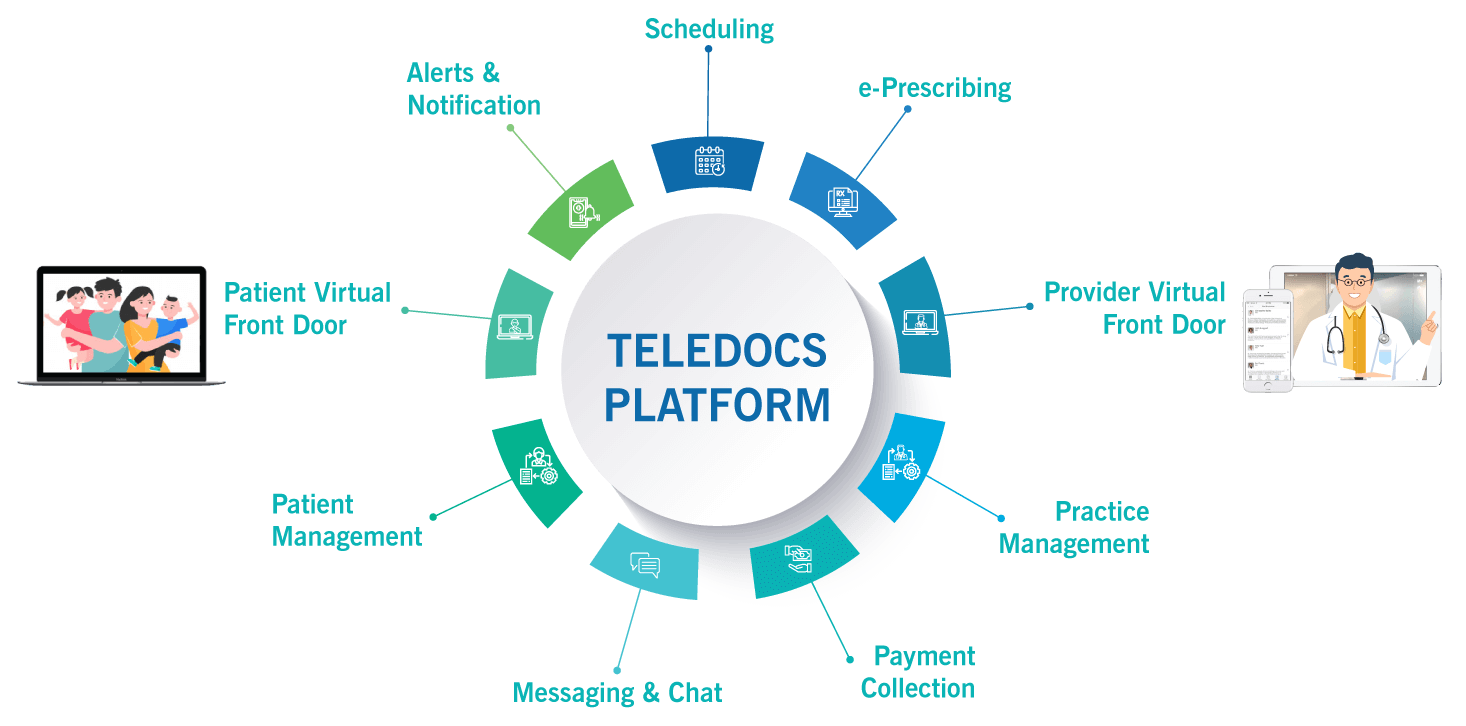 Scheduling
Alerts &
Notification
e-Prescribing
Patient Virtual
Front Door
Provider Virtual
Front Door
TELEDOCS
PLATFORM
RX
Patient
Management
Practice
Management
Messaging & Chat
Payment
Collection